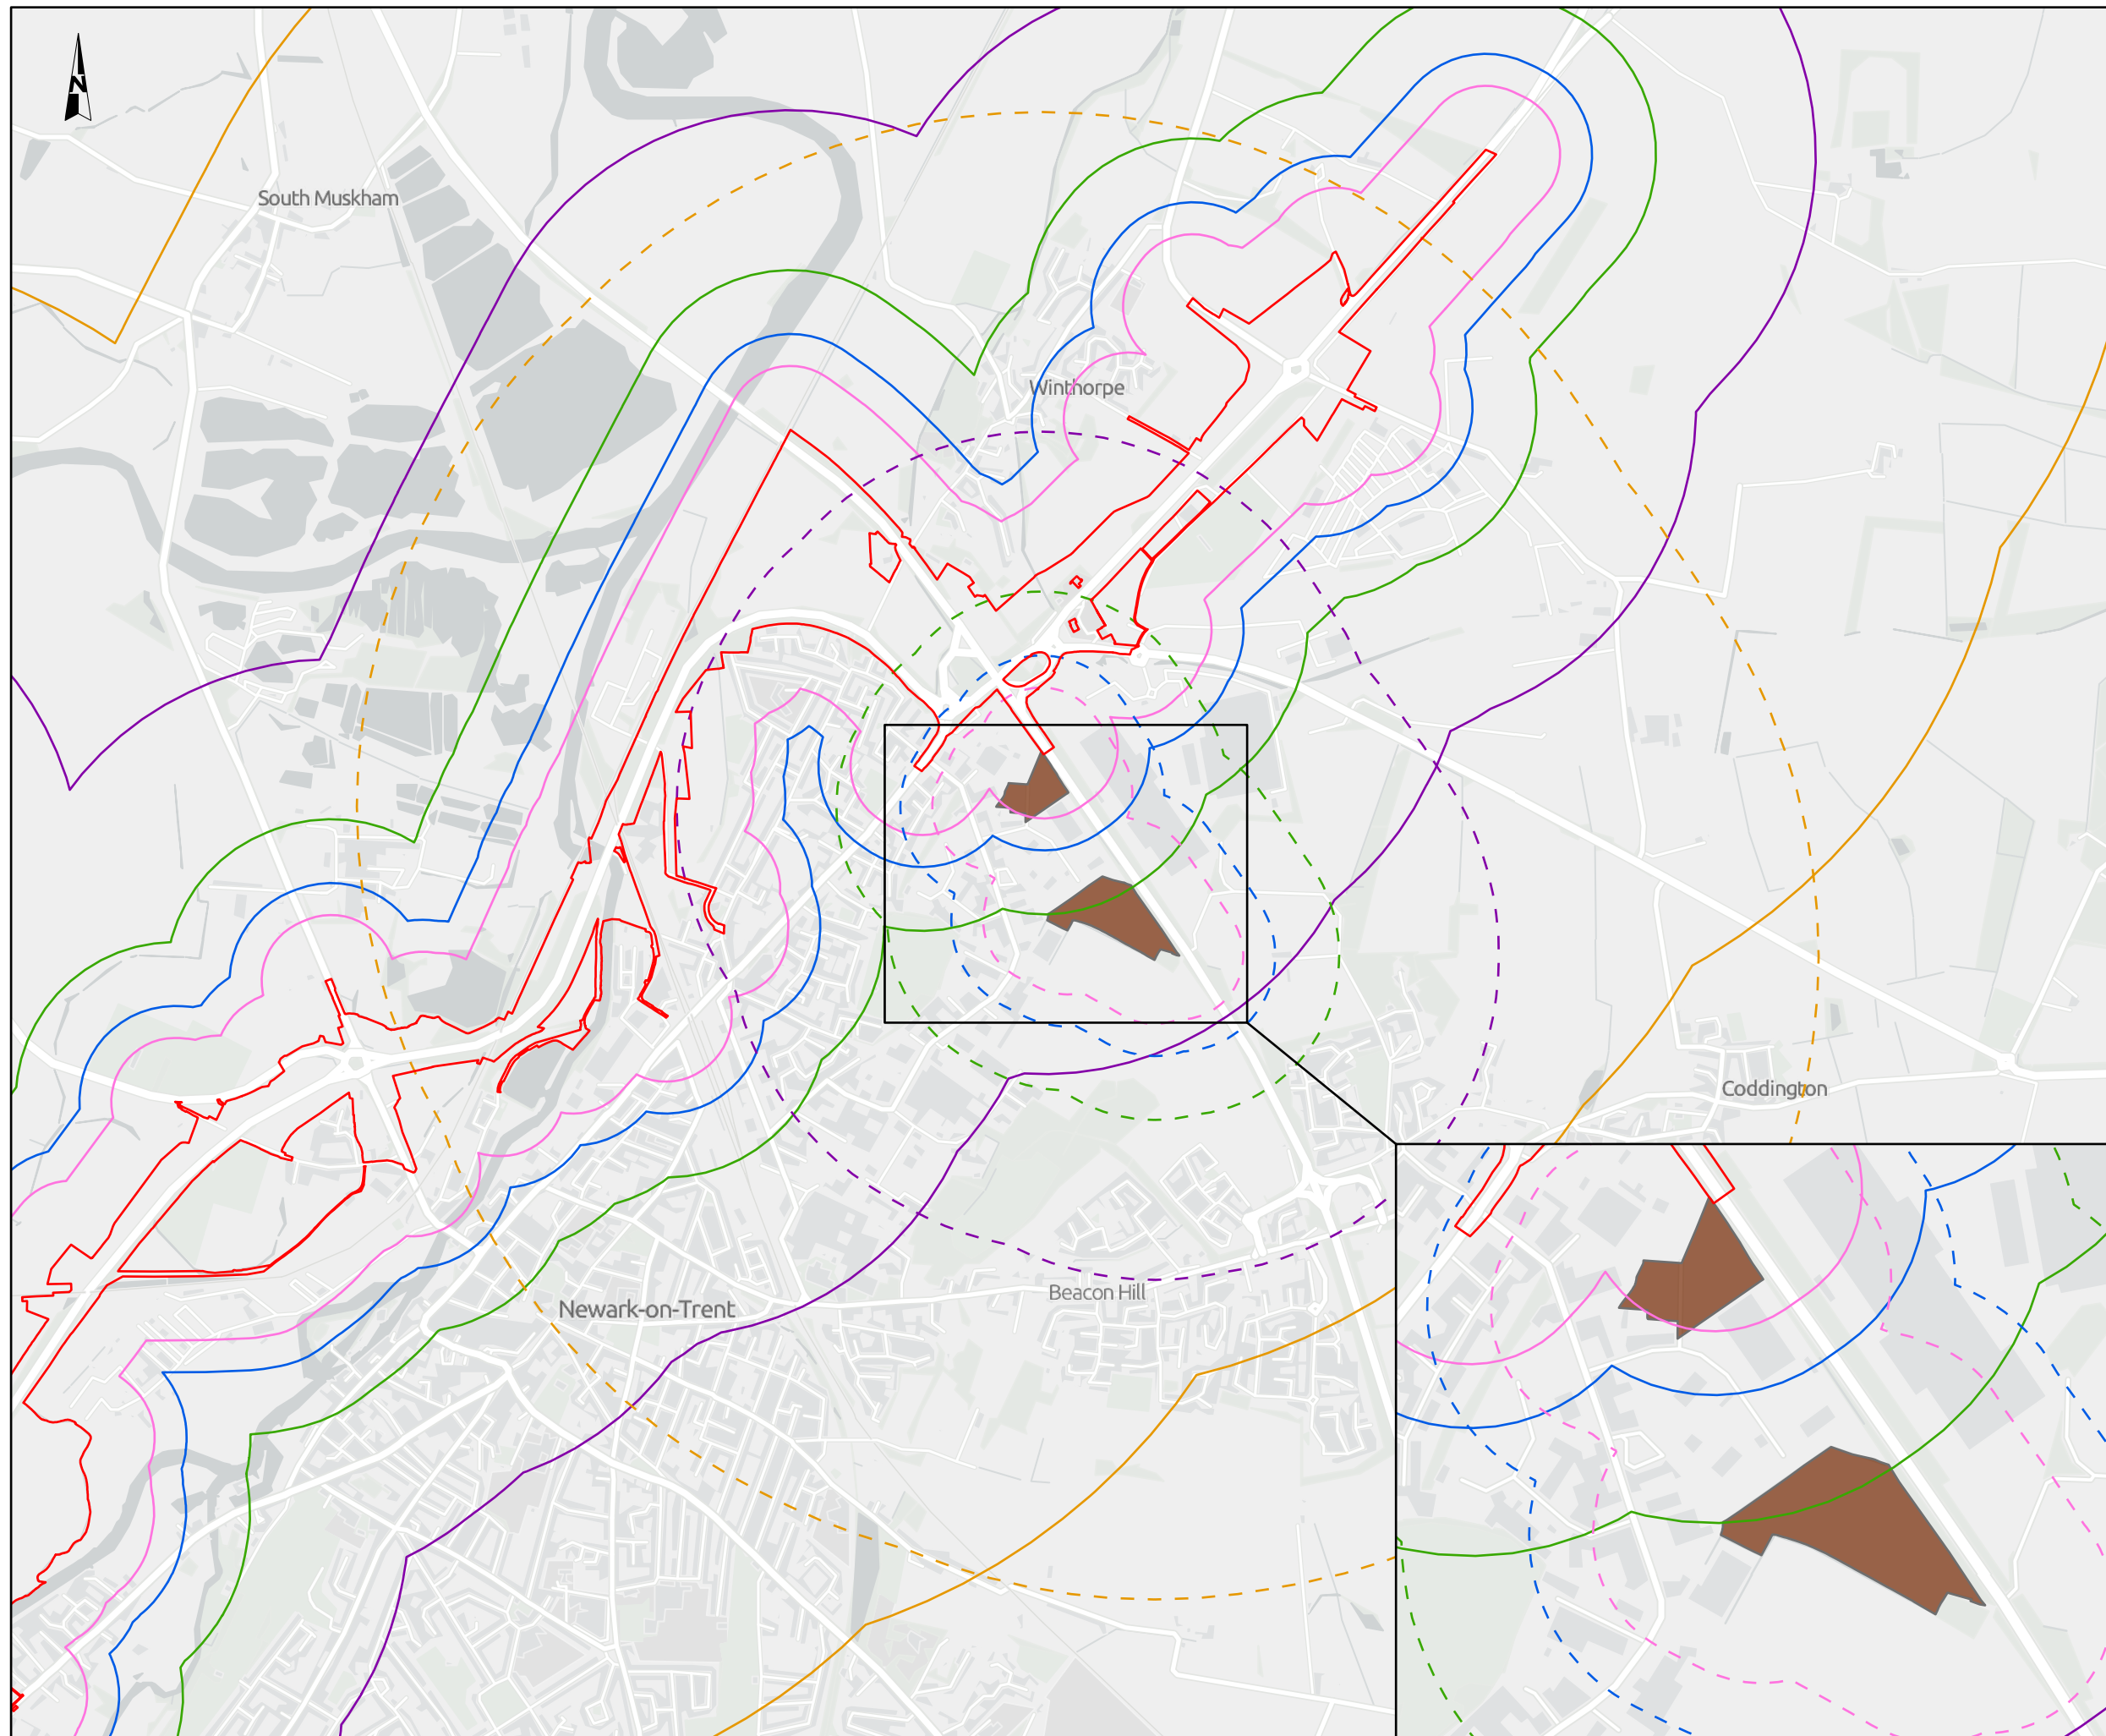 N
South Muskham
Winthorpe
Coddington
Beacon Hill
Newark-on-Trent